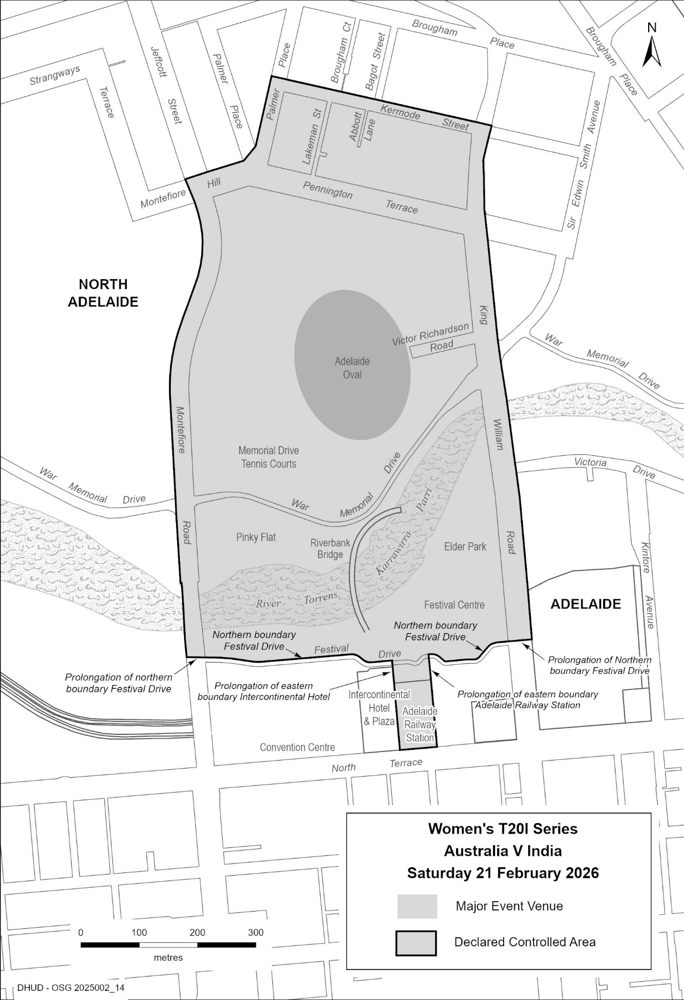 N
Brougham
Place
Brougham
Place
Place
Brougham Ct
Bagot Street
Jeffcott
Street
Palmer
Place
Strangways
Terrace
Palmer
Kermode
Street
Lakeman St
Abbott
Lane
Sir Edwin Smith Avenue
Montefiore
Hill
Pennington
Terrace
NORTH
ADELAIDE
King
Victor Richardson
Road
War
Memorial
Drive
Adelaide
Oval
Montefiore
William
Memorial Drive
Tennis Courts
Drive
Victoria
Drive
War
Memorial
Drive
War
Memorial
Parri
Pinky Flat
Riverbank
Bridge
Karrawirra
Elder Park
Road
Road
Kintore
Avenue
River
Torrens
Festival Centre
ADELAIDE
Northern boundary
Festival Drive
Northern boundary
Festival Drive
Festival
Drive
Prolongation of northern
boundary Festival Drive
Prolongation of Northern
boundary Festival Drive
Prolongation of eastern
boundary Intercontinental Hotel
Prolongation of eastern boundary
Adelaide Railway Station
Intercontinental
Hotel
& Plaza
Adelaide
Railway
Station
Convention Centre
North
Terrace
Women's T20I Series
Australia V India
Saturday 21 February 2026
Major Event Venue
Declared Controlled Area
0 100 200 300
metres
DHUD - OSG 2025002_14